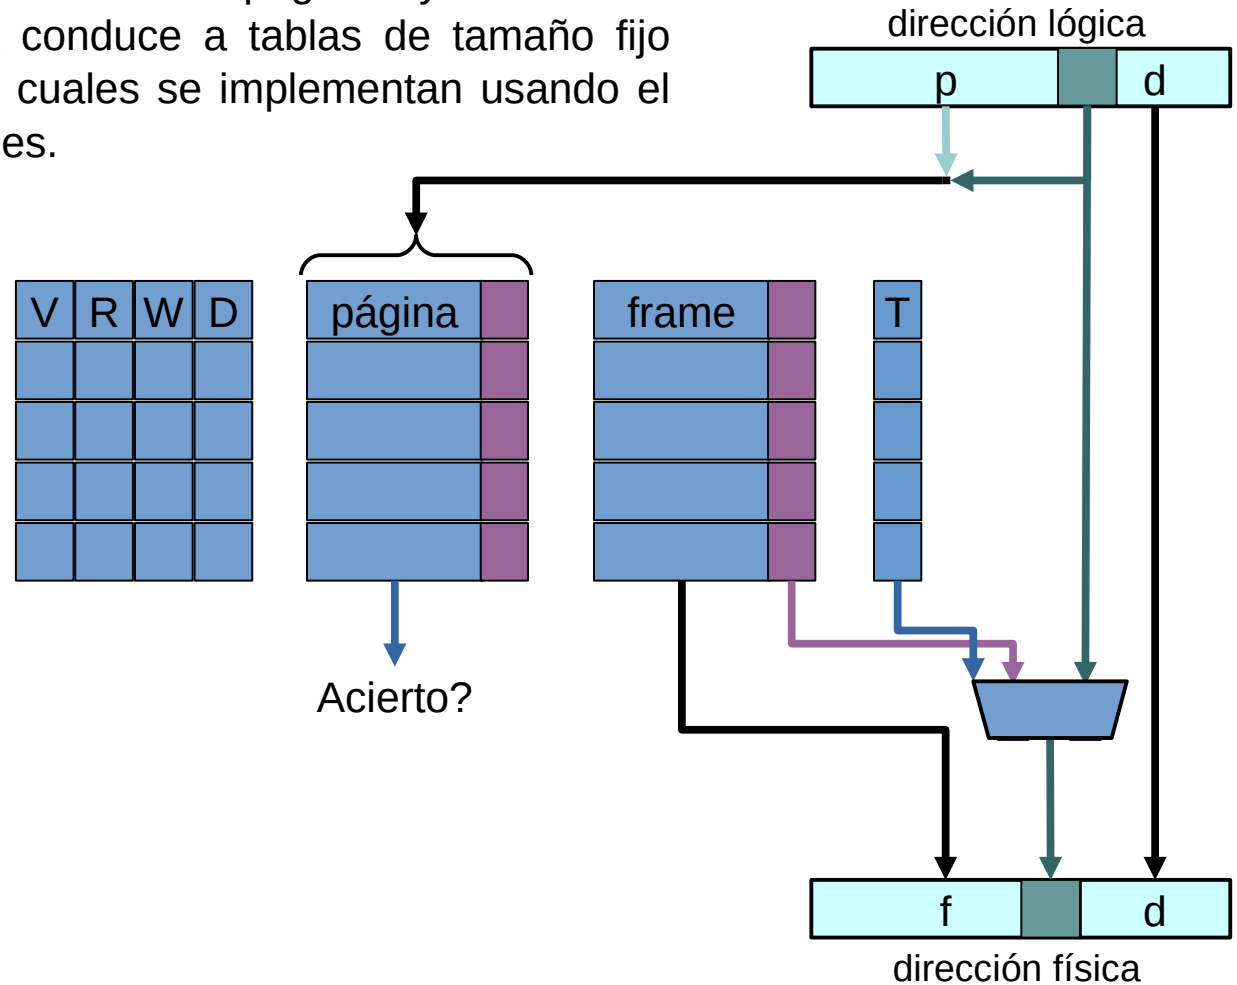 conduce a tablas de tamaño fijo
cuales se implementan usando el
es.
dirección lógica
p d
V R W D página frame T
Acierto?
f d
dirección física